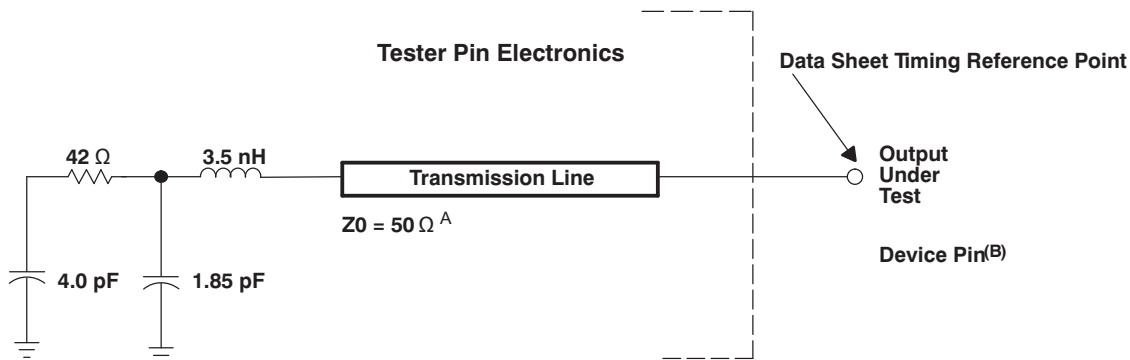 Tester Pin Electronics
Data Sheet Timing Reference Point
42 Ω
3.5 nH
Transmission Line
Output
Under
Test
Z0 = 50 Ω A
Device Pin(B)
4.0 pF
1.85 pF